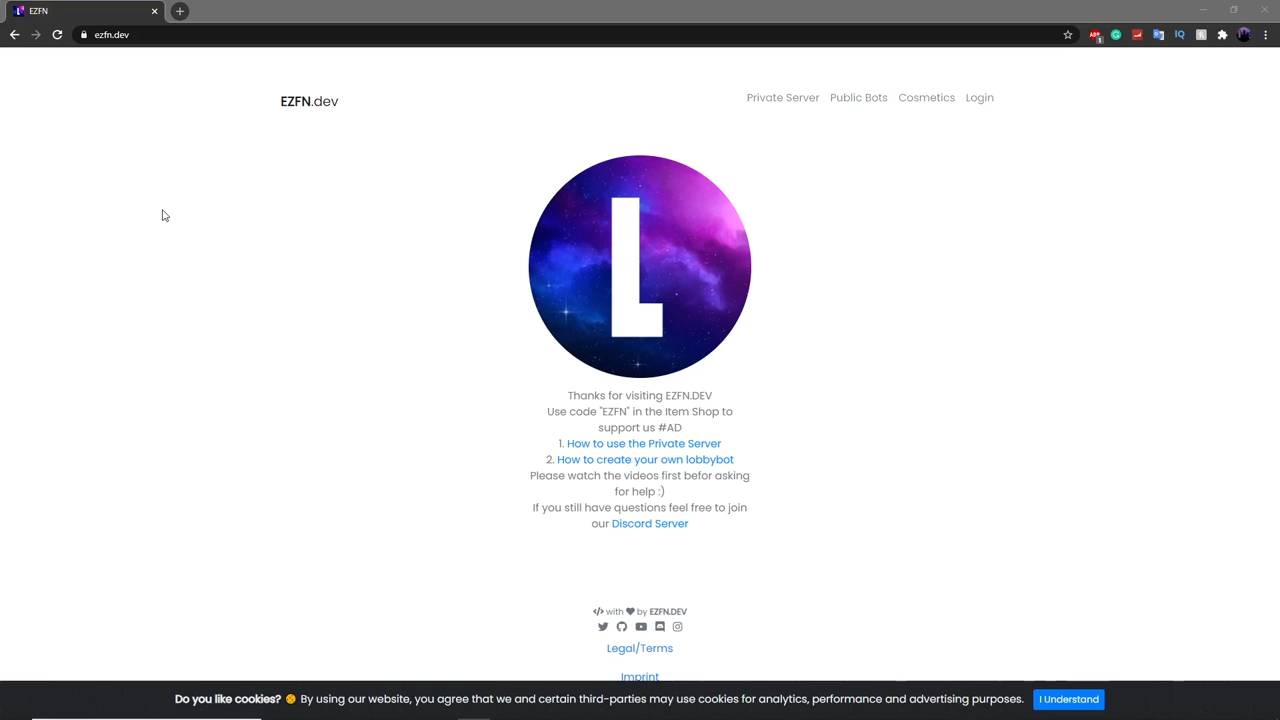 EZFN
ezfn.dev
ABP
1
IQ
EZFN.dev
Private Server Public Bots Cosmetics Login
L
Thanks for visiting EZFN.DEV
Use code "EZFN" in the Item Shop to
support us #AD
1. How to use the Private Server
2. How to create your own lobbybot
Please watch the videos first befor asking
for help :)
If you still have questions feel free to join
our Discord Server
</> with ♥ by EZFN.DEV
Legal/Terms
Imprint
Do you like cookies? 🍪 By using our website, you agree that we and certain third-parties may use cookies for analytics, performance and advertising purposes. I Understand